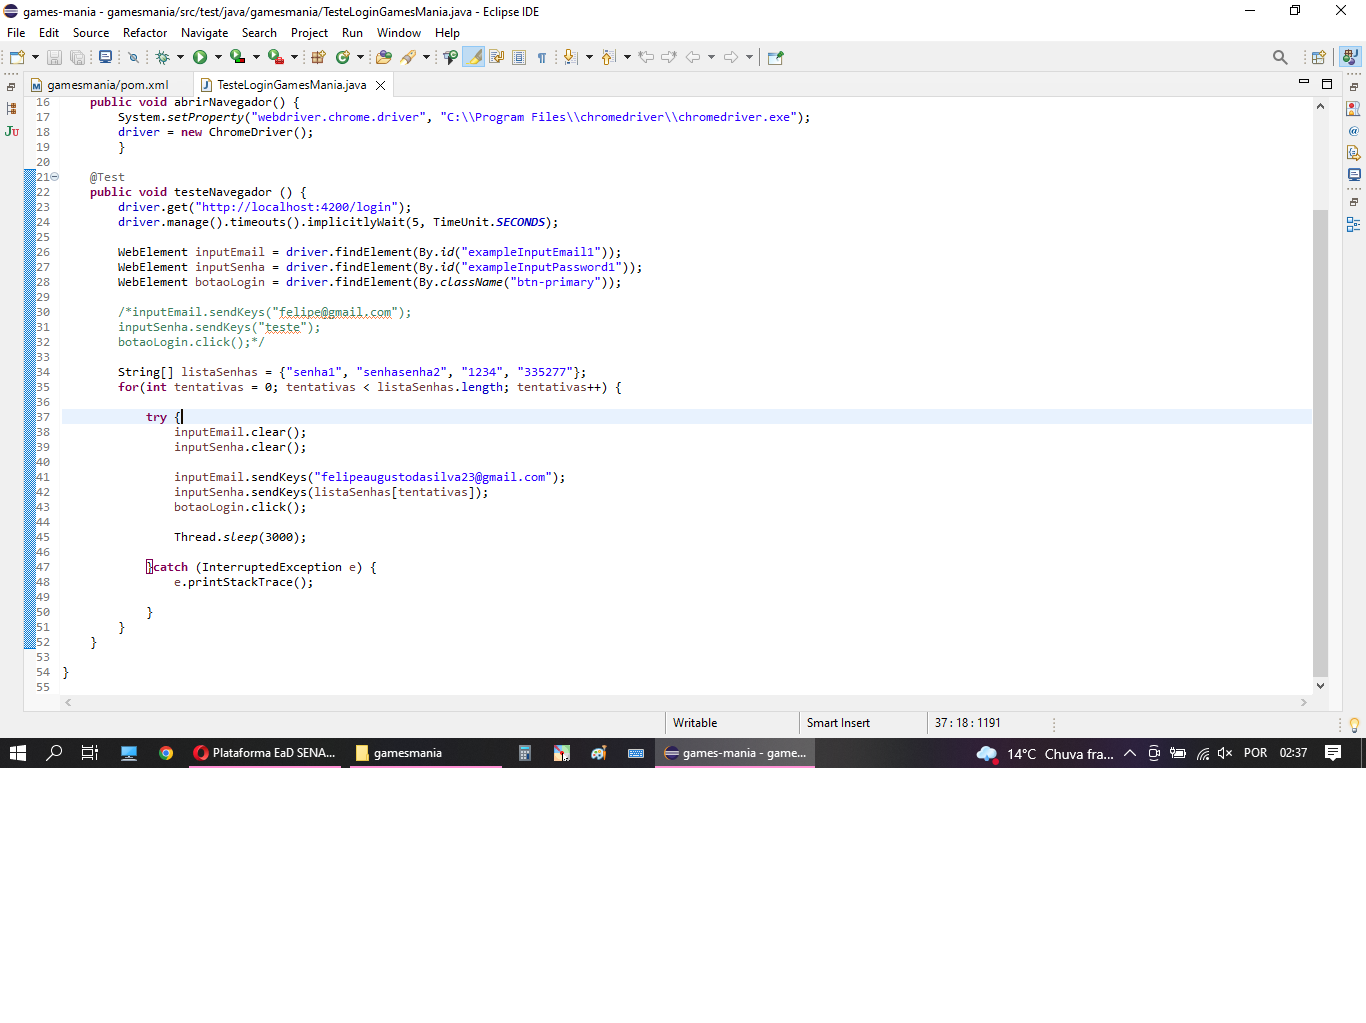 games-mania - gamesmania/src/test/java/gamesmania/TesteLoginGamesMania.java - Eclipse IDE
File Edit Source Refactor Navigate Search Project Run Window Help
gamesmania/pom.xml TesteLoginGamesMania.java
16 public void abrirNavegador() {
17 System.setProperty("webdriver.chrome.driver", "C:\\Program Files\\chromedriver\\chromedriver.exe");
18 driver = new ChromeDriver();
19 }
20
21 @Test
22 public void testeNavegador () {
23 driver.get("http://localhost:4200/login");
24 driver.manage().timeouts().implicitlyWait(5, TimeUnit.SECONDS);
25
26 WebElement inputEmail = driver.findElement(By.id("exampleInputEmail1"));
27 WebElement inputSenha = driver.findElement(By.id("exampleInputPassword1"));
28 WebElement botaoLogin = driver.findElement(By.className("btn-primary"));
29
30 /*inputEmail.sendKeys("felipe@gmail.com");
31 inputSenha.sendKeys("teste");
32 botaoLogin.click();*/
33
34 String[] listaSenhas = {"senha1", "senhasenha2", "1234", "335277"};
35 for(int tentativas = 0; tentativas < listaSenhas.length; tentativas++) {
36
37 try {
38 inputEmail.clear();
39 inputSenha.clear();
40
41 inputEmail.sendKeys("felipeaugustodasilva23@gmail.com");
42 inputSenha.sendKeys(listaSenhas[tentativas]);
43 botaoLogin.click();
44
45 Thread.sleep(3000);
46
47 }catch (InterruptedException e) {
48 e.printStackTrace();
49
50 }
51 }
52 }
53
54 }
55
Writable Smart Insert 37 : 18 : 1191
Plataforma EaD SENA... gamesmania games-mania - game... 14°C Chuva fra... POR 02:37